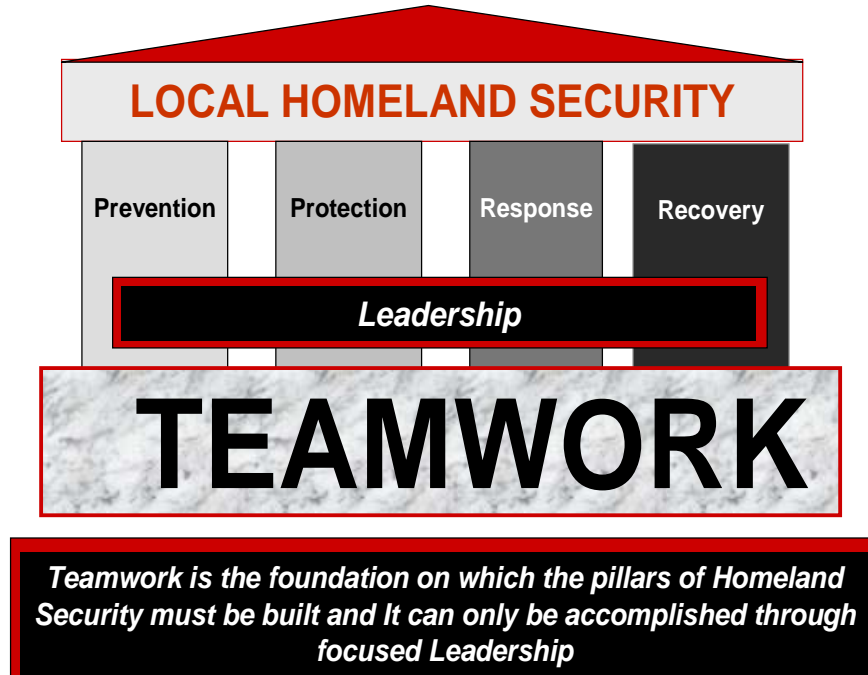 LOCAL HOMELAND SECURITY
Prevention Protection Response Recovery
Leadership
TEAMWORK
Teamwork is the foundation on which the pillars of Homeland
Security must be built and It can only be accomplished through
focused Leadership